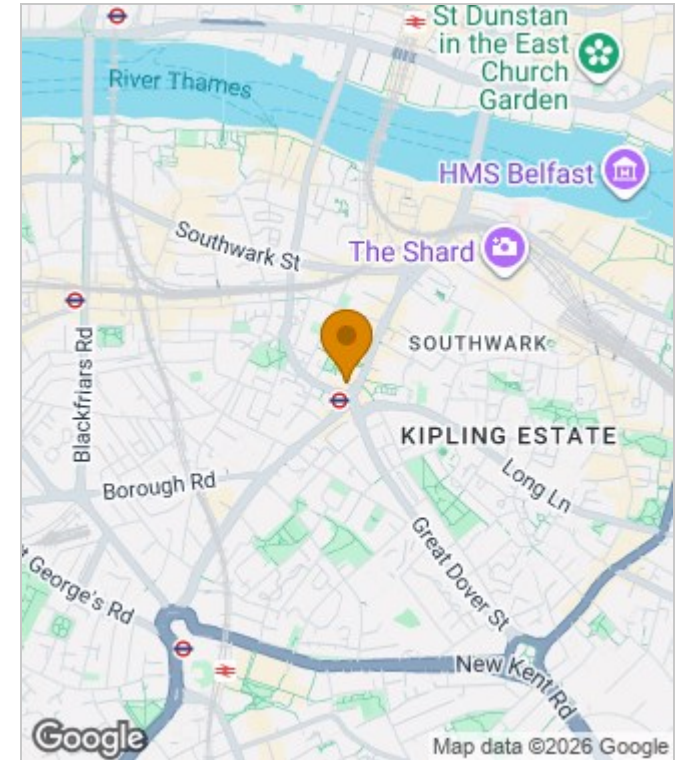 St Dunstan
in the East
Church
Garden
River Thames
HMS Belfast
Southwark St
The Shard
Blackfriars Rd
SOUTHWARK
KIPLING ESTATE
Borough Rd
Long Ln
Great Dover St
t George's Rd
New Kent Rd
Google
Map data ©2026 Google